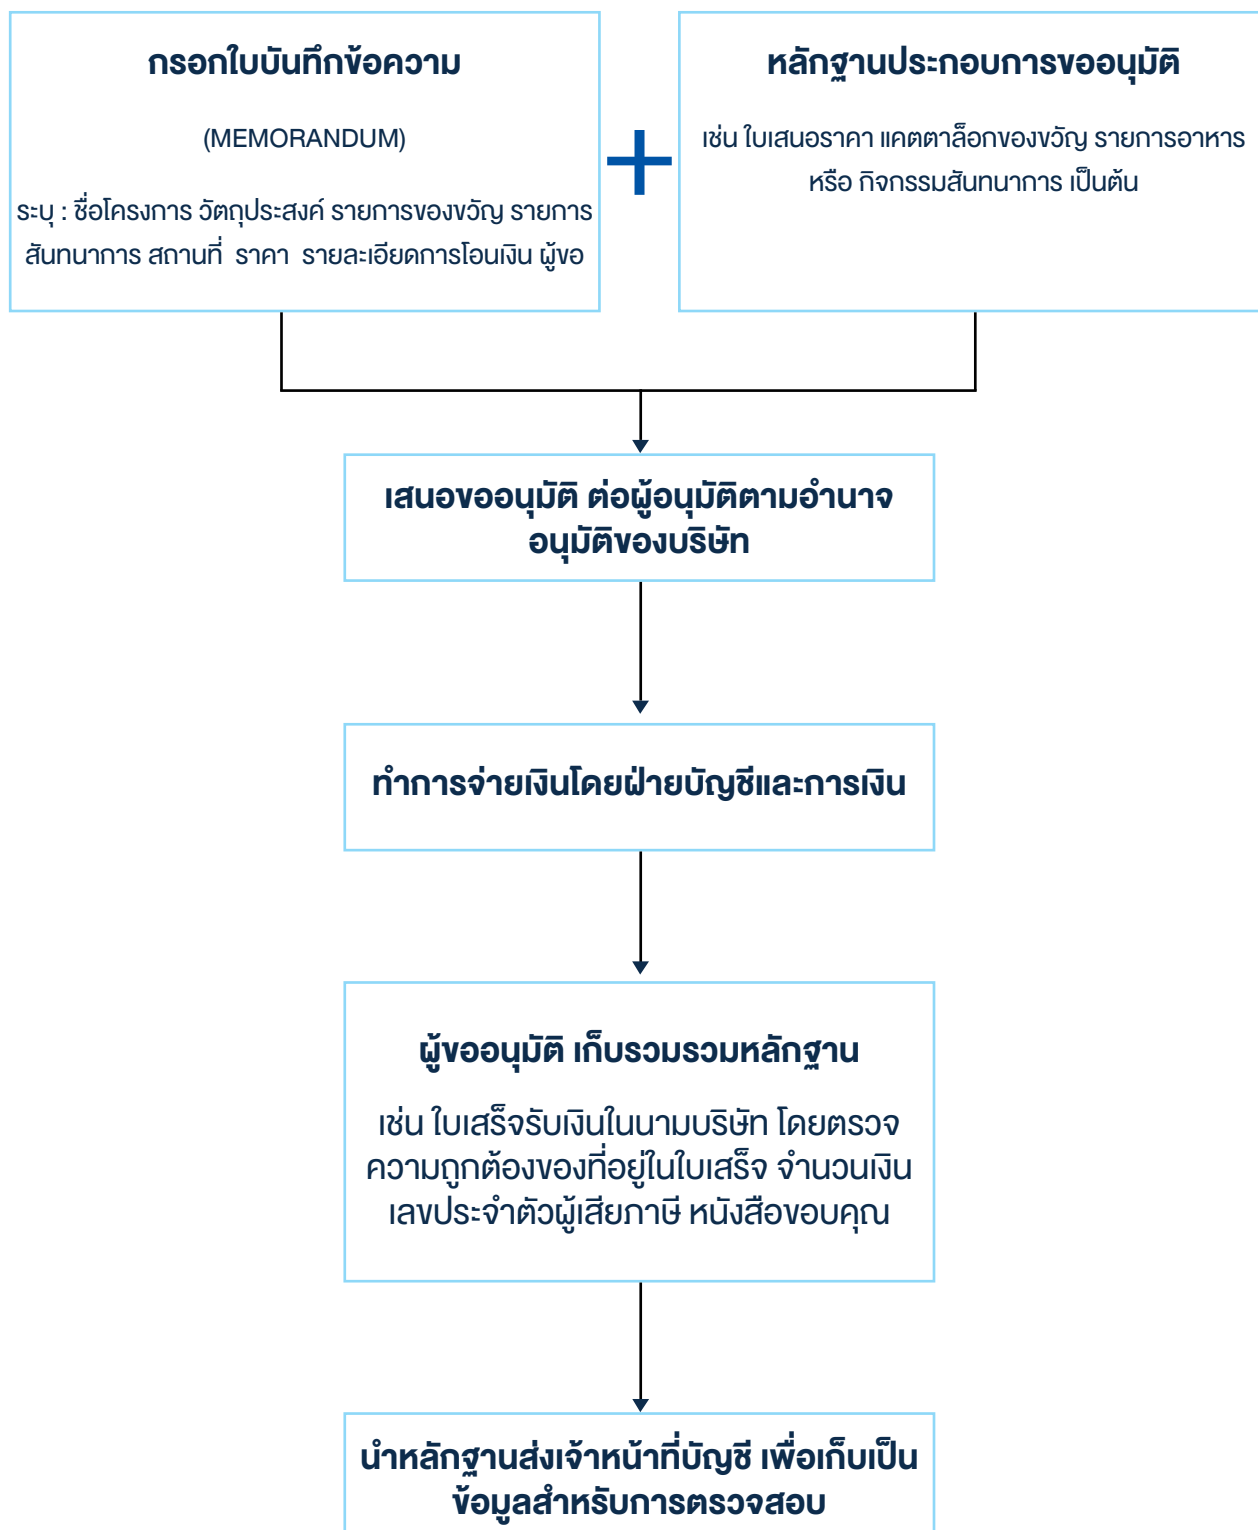 กรอกใบบันทึกข้อความ
(MEMORANDUM)
ระบุ : ชื่อโครงการ วัตถุประสงค์ รายการของขวัญ รายการ
สันทนาการ สถานที่ ราคา รายละเอียดการโอนเงิน ผู้ขอ
หลักฐานประกอบการขออนุมัติ
เช่น ใบเสนอราคา แคตตาล็อกของขวัญ รายการอาหาร
หรือ กิจกรรมสันทนาการ เป็นต้น
เสนอขออนุมัติ ต่อผู้อนุมัติตามอำนาจ
อนุมัติของบริษัท
ทำการจ่ายเงินโดยฝ่ายบัญชีและการเงิน
ผู้ขออนุมัติ เก็บรวมรวมหลักฐาน
เช่น ใบเสร็จรับเงินในนามบริษัท โดยตรวจ
ความถูกต้องของที่อยู่ในใบเสร็จ จำนวนเงิน
เลขประจำตัวผู้เสียภาษี หนังสือขอบคุณ
นำหลักฐานส่งเจ้าหน้าที่บัญชี เพื่อเก็บเป็น
ข้อมูลสำหรับการตรวจสอบ